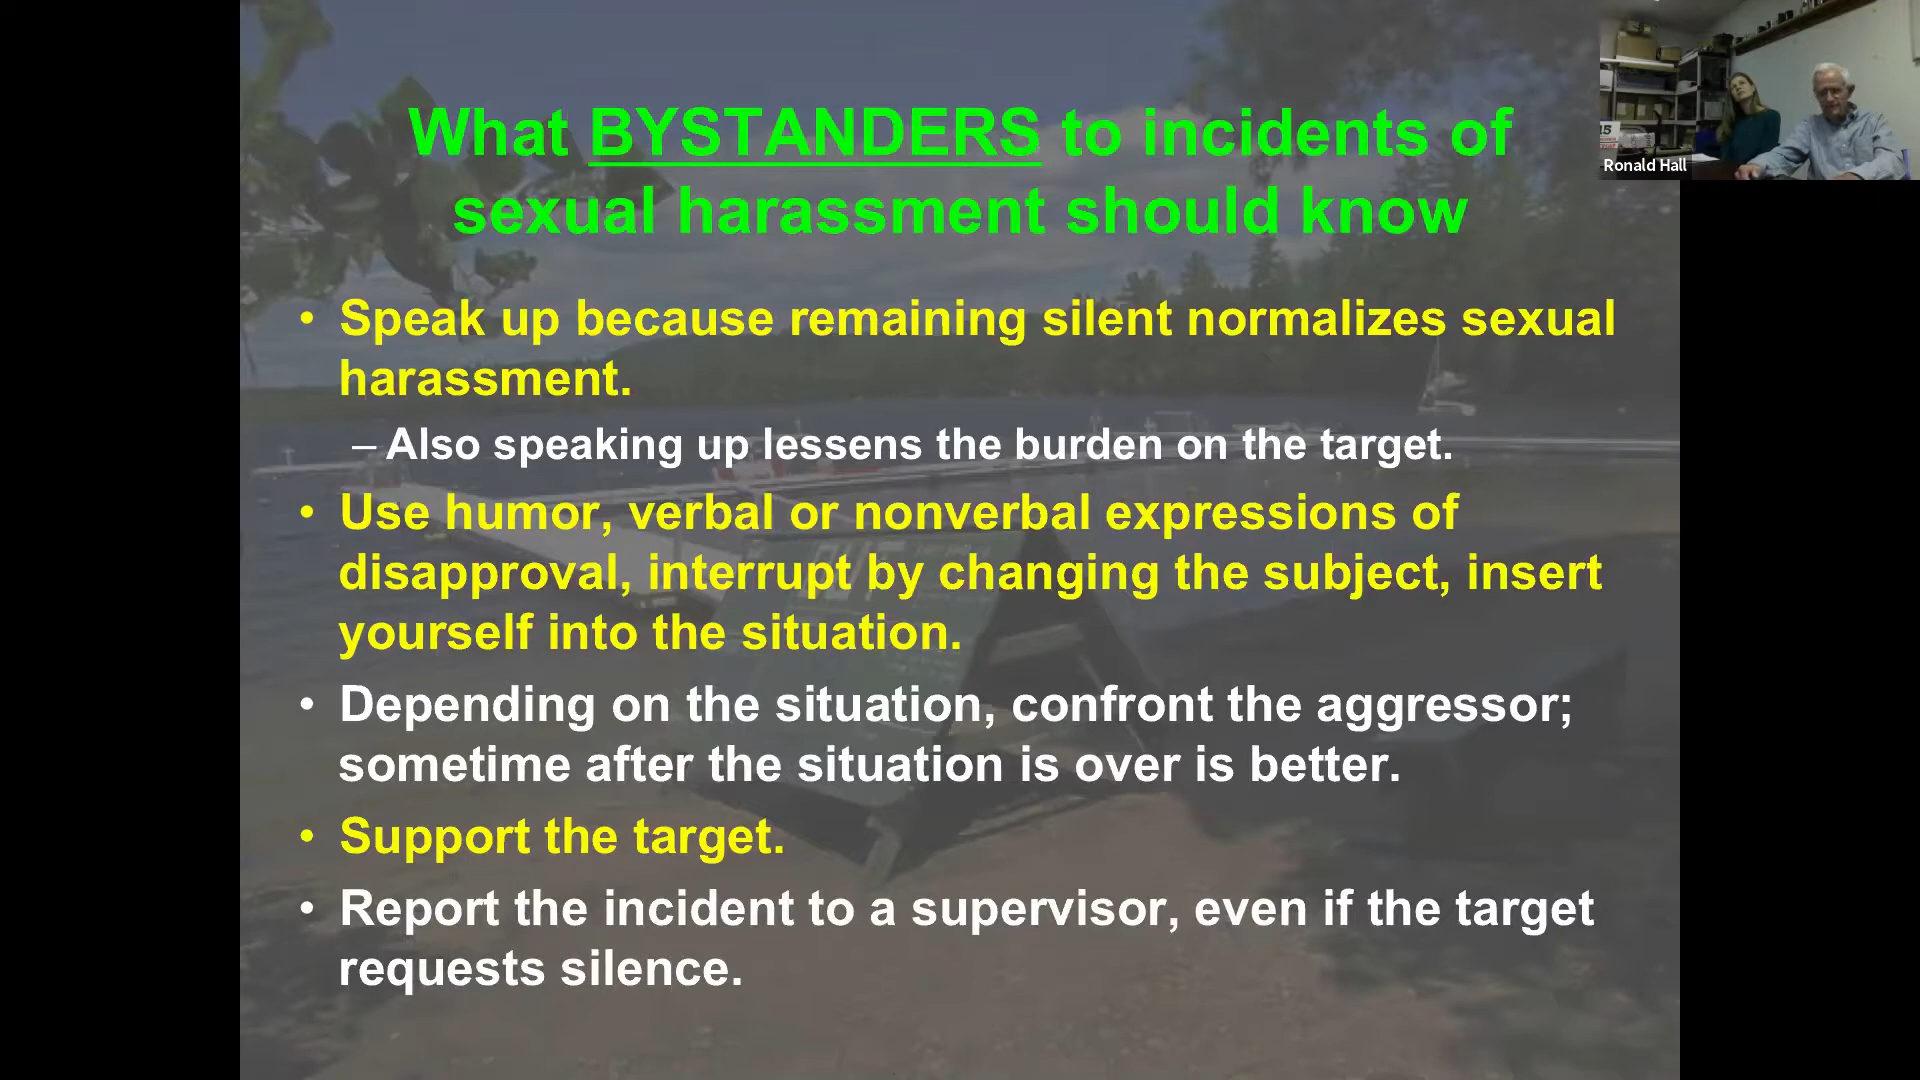 What BYSTANDERS to incidents of
sexual harassment should know
• Speak up because remaining silent normalizes sexual
harassment.
– Also speaking up lessens the burden on the target.
• Use humor, verbal or nonverbal expressions of
disapproval, interrupt by changing the subject, insert
yourself into the situation.
• Depending on the situation, confront the aggressor;
sometime after the situation is over is better.
• Support the target.
• Report the incident to a supervisor, even if the target
requests silence.
15
Ronald Hall